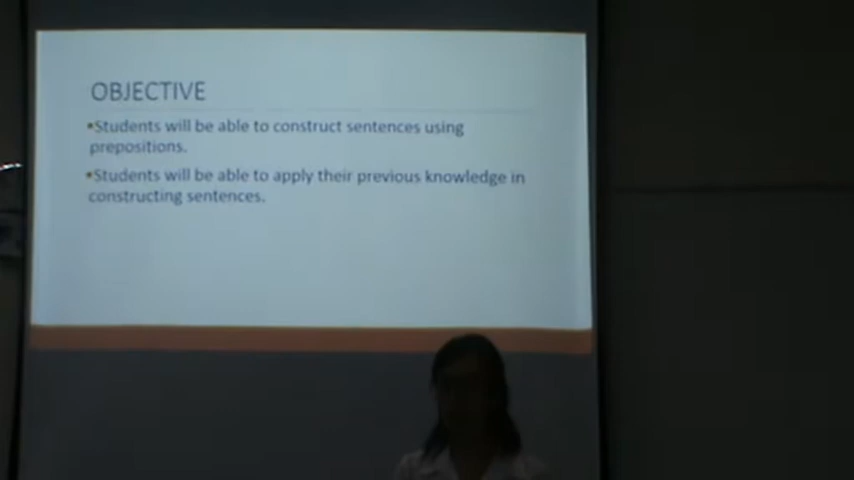 OBJECTIVE
▪Students will be able to construct sentences using
prepositions.
▪Students will be able to apply their previous knowledge in
constructing sentences.